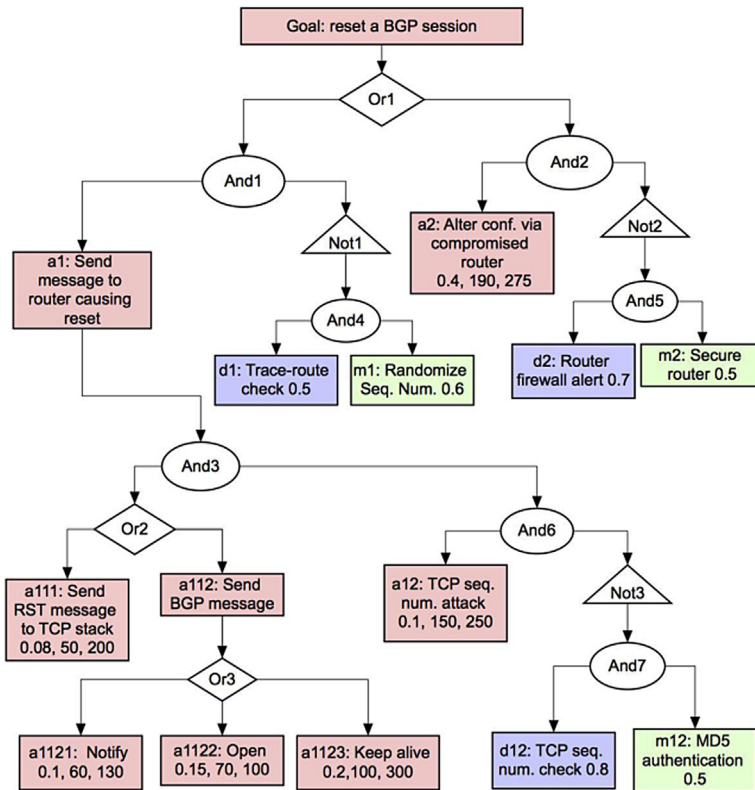 Goal: reset a BGP session
Or1
And1
And2
a1: Send
message to
router causing
reset
Not1
a2: Alter conf. via
compromised
router
0.4, 190, 275
Not2
And4
And5
d1: Trace-route
check 0.5
m1: Randomize
Seq. Num. 0.6
d2: Router
firewall alert 0.7
m2: Secure
router 0.5
And3
Or2
And6
a111: Send
RST message
to TCP stack
0.08, 50, 200
a112: Send
BGP message
a12: TCP seq.
num. attack
0.1, 150, 250
Not3
Or3
And7
a1121: Notify
0.1, 60, 130
a1122: Open
0.15, 70, 100
a1123: Keep alive
0.2,100, 300
d12: TCP seq.
num. check 0.8
m12: MD5
authentication
0.5